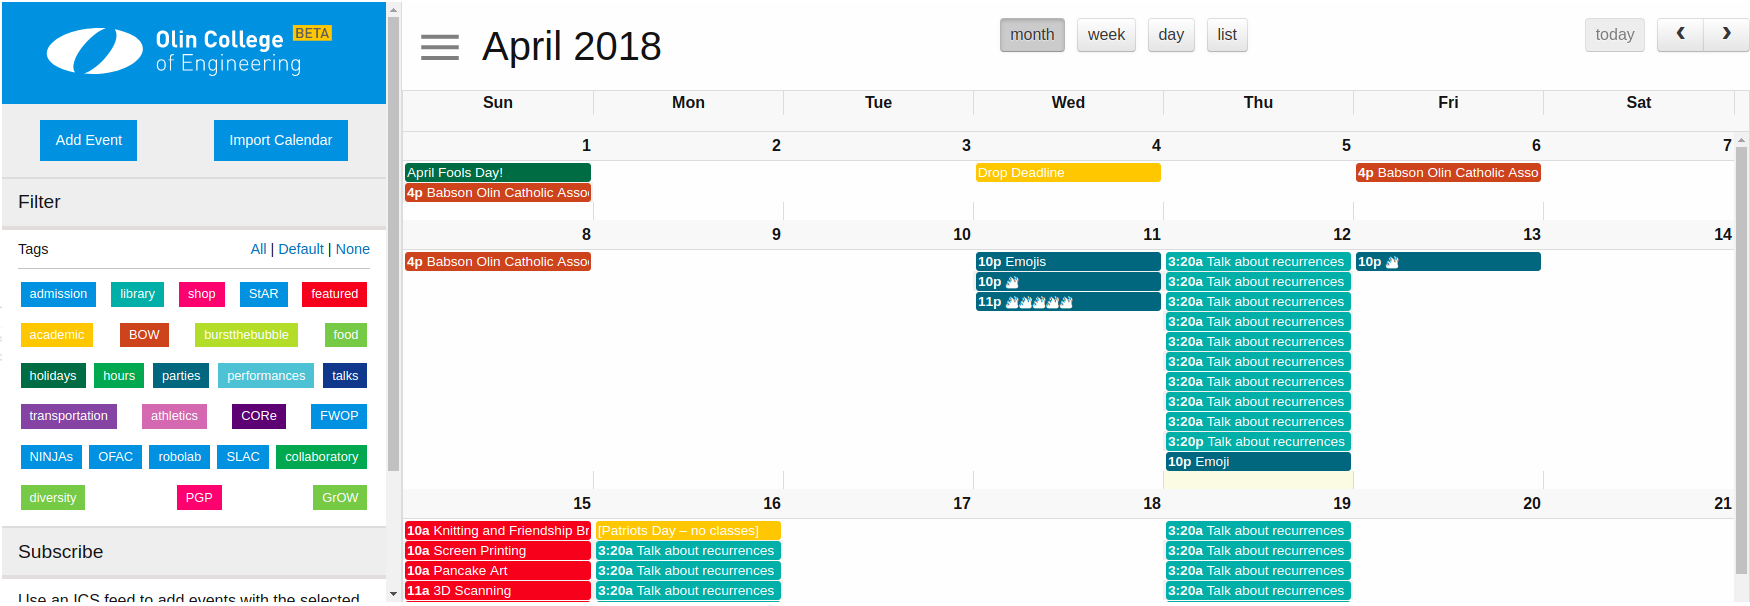 Olin College BETA
of Engineering
Add Event Import Calendar
Filter
Tags All | Default | None
admission library shop StAR featured
academic BOW burstthebubble food
holidays hours parties performances talks
transportation athletics CORe FWOP
NINJAs OFAC robolab SLAC collaboratory
diversity PGP GrOW
Subscribe
Use an ICS feed to add events with the selected
April 2018 month week day list today
Sun Mon Tue Wed Thu Fri Sat
1 2 3 4 5 6 7
April Fools Day! Drop Deadline 4p Babson Olin Catholic Asso
4p Babson Olin Catholic Asso
8 9 10 11 12 13 14
4p Babson Olin Catholic Asso 10p Emojis 3:20a Talk about recurrences 10p
10p 3:20a Talk about recurrences
11p 3:20a Talk about recurrences
3:20a Talk about recurrences
3:20a Talk about recurrences
3:20a Talk about recurrences
3:20a Talk about recurrences
3:20a Talk about recurrences
3:20a Talk about recurrences
3:20p Talk about recurrences
10p Emoji
15 16 17 18 19 20 21
10a Knitting and Friendship Br [Patriots Day – no classes] 3:20a Talk about recurrences
10a Screen Printing 3:20a Talk about recurrences 3:20a Talk about recurrences
10a Pancake Art 3:20a Talk about recurrences 3:20a Talk about recurrences
11a 3D Scanning 3:20a Talk about recurrences 3:20a Talk about recurrences